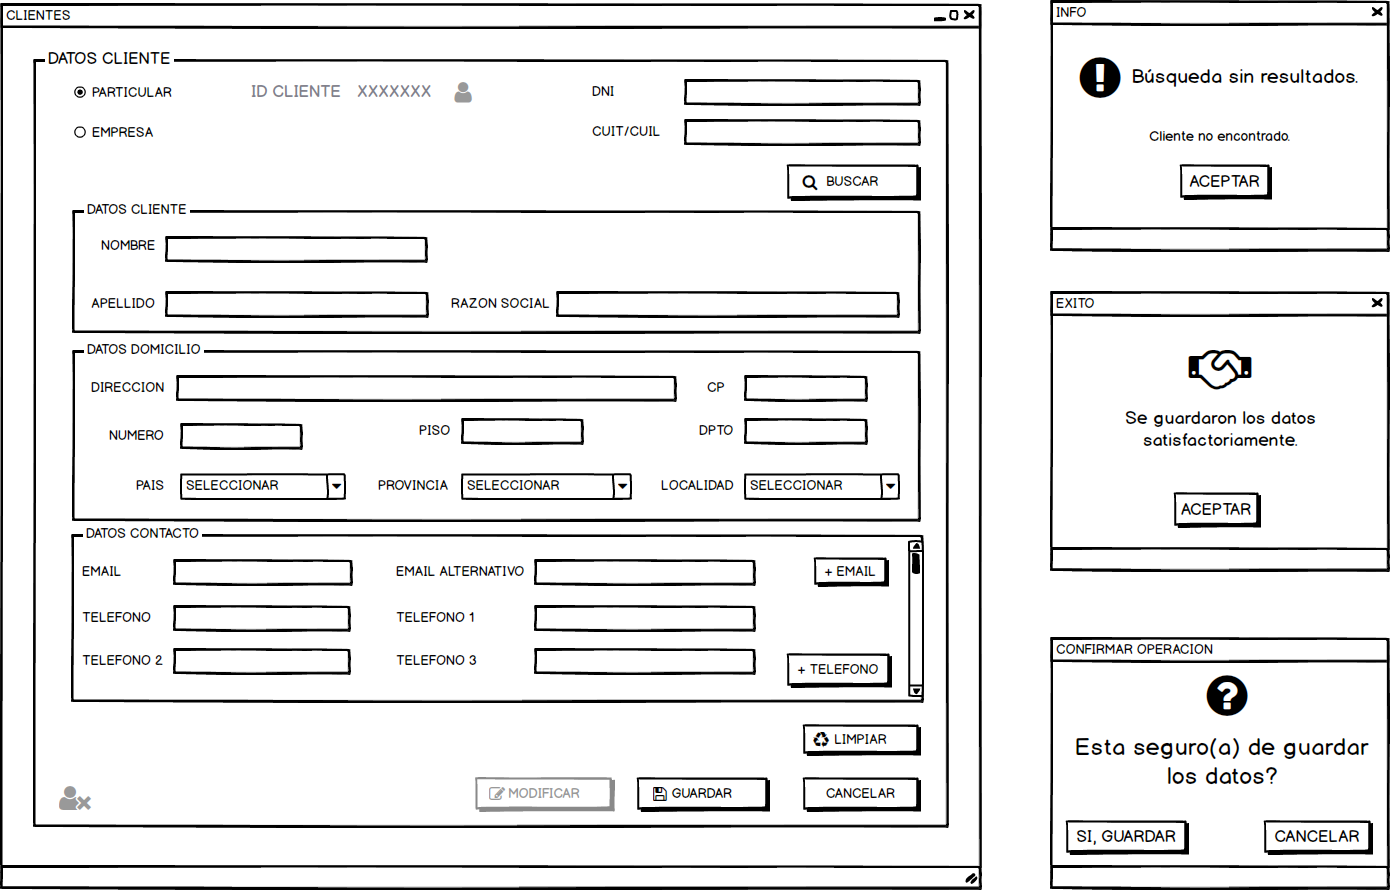 CLIENTES
DATOS CLIENTE
PARTICULAR
ID CLIENTE XXXXXXX
DNI
EMPRESA
CUIT/CUIL
BUSCAR
DATOS CLIENTE
NOMBRE
APELLIDO
RAZON SOCIAL
DATOS DOMICILIO
DIRECCION
CP
NUMERO
PISO
DPTO
PAIS
SELECCIONAR
PROVINCIA
SELECCIONAR
LOCALIDAD
SELECCIONAR
DATOS CONTACTO
EMAIL
EMAIL ALTERNATIVO
+ EMAIL
TELEFONO
TELEFONO 1
TELEFONO 2
TELEFONO 3
+ TELEFONO
LIMPIAR
MODIFICAR
GUARDAR
CANCELAR
INFO
Búsqueda sin resultados.
Cliente no encontrado.
ACEPTAR
EXITO
Se guardaron los datos
satisfactoriamente.
ACEPTAR
CONFIRMAR OPERACION
Esta seguro(a) de guardar
los datos?
SI, GUARDAR
CANCELAR